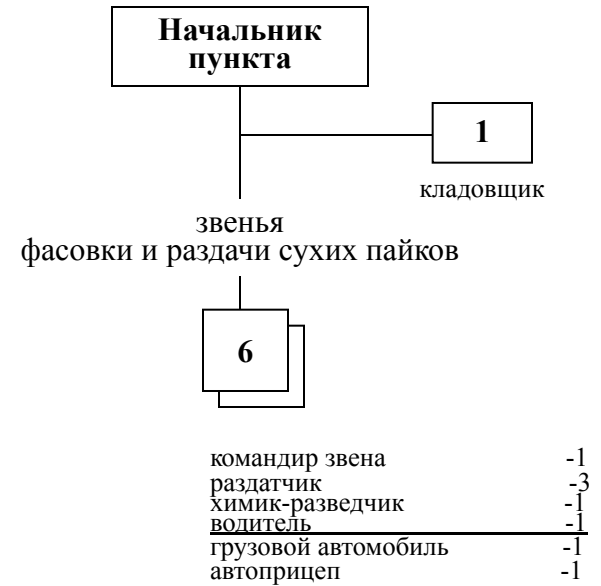 Начальник
пункта
1
кладовщик
звенья
фасовки и раздачи сухих пайков
6
командир звена -1
раздатчик -3
химик-разведчик -1
водитель -1
грузовой автомобиль -1
автоприцеп -1